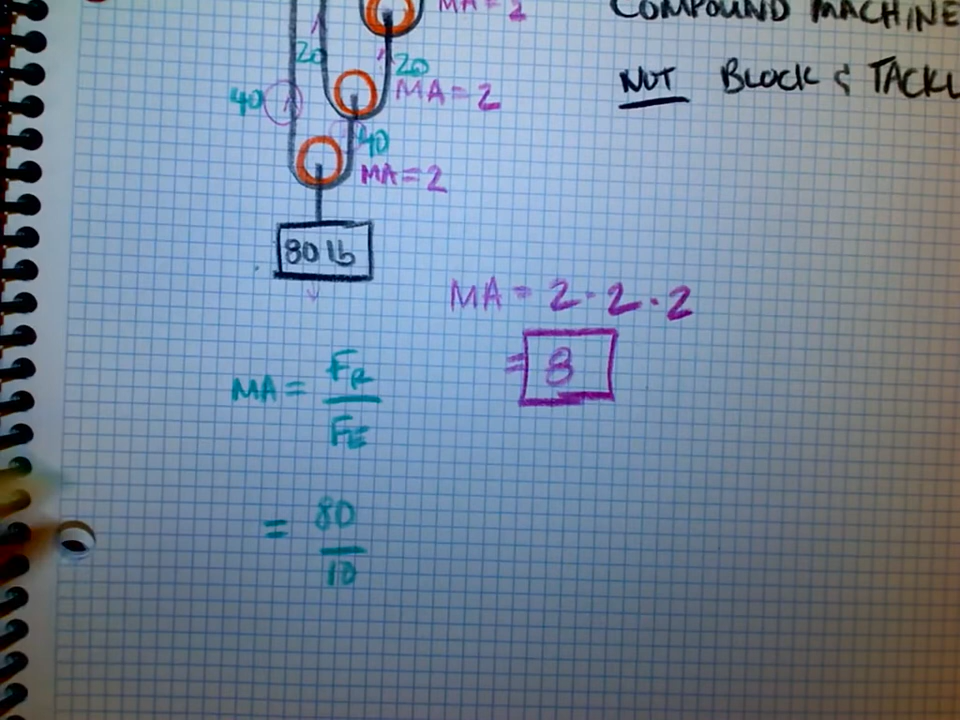 MA = 2
COMPOUND MACHINE
NOT BLOCK & TACKL
20
20
40
MA = 2
40
MA = 2
80 lb
MA = 2 · 2 · 2
= 8
MA = FR
FE
= 80
10